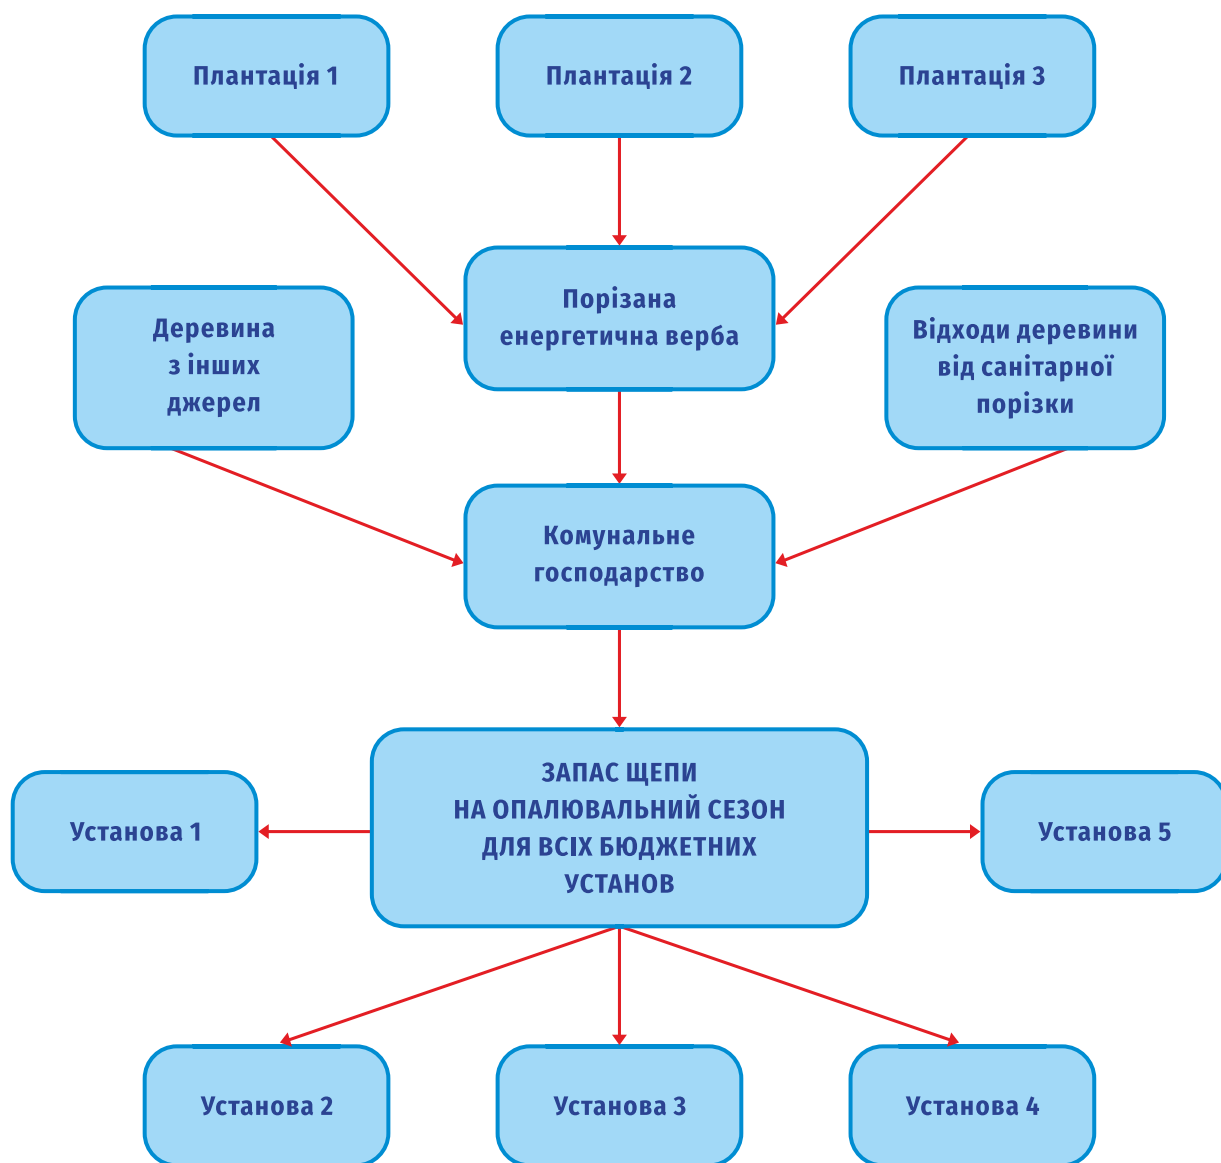 Плантація 1
Плантація 2
Плантація 3
Порізана
енергетична верба
Деревина
з інших
джерел
Відходи деревини
від санітарної
порізки
Комунальне
господарство
ЗАПАС ЩЕПИ
НА ОПАЛЮВАЛЬНИЙ СЕЗОН
ДЛЯ ВСІХ БЮДЖЕТНИХ
УСТАНОВ
Установа 1
Установа 5
Установа 2
Установа 3
Установа 4